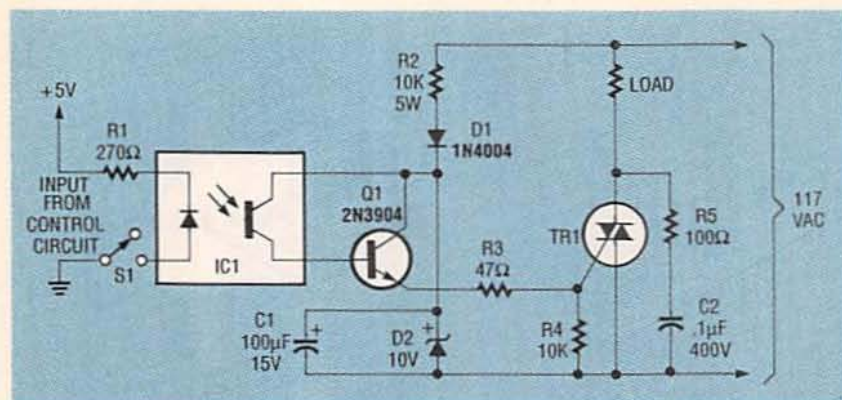 +5V
R1
270Ω
INPUT
FROM
CONTROL
CIRCUIT
S1
IC1
Q1
2N3904
R2
10K
5W
D1
1N4004
LOAD
117
VAC
TR1
R5
100Ω
R3
47Ω
C1
100µF
15V
+
D2
10V
+
R4
10K
C2
.1µF
400V